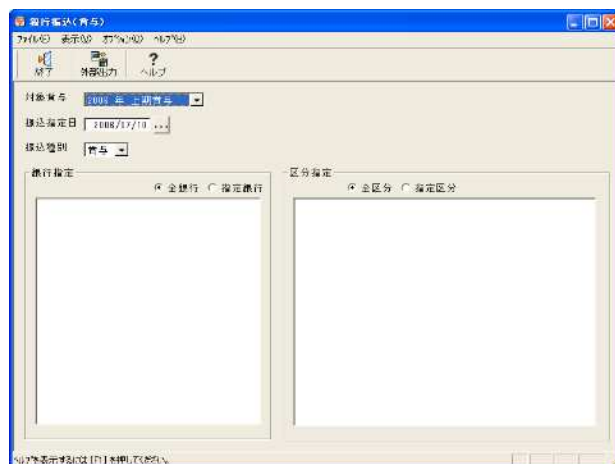 銀行振込(賞与)
ファイル(F) 表示(V) オプション(O) ヘルプ(H)
終了 外部出力 ヘルプ
対象賞与 2008 年 上期賞与
振込指定日 2008/07/10 ...
振込種別 賞与
銀行指定
全銀行 指定銀行
区分指定
全区分 指定区分
ヘルプを表示するには [F1] を押してください。